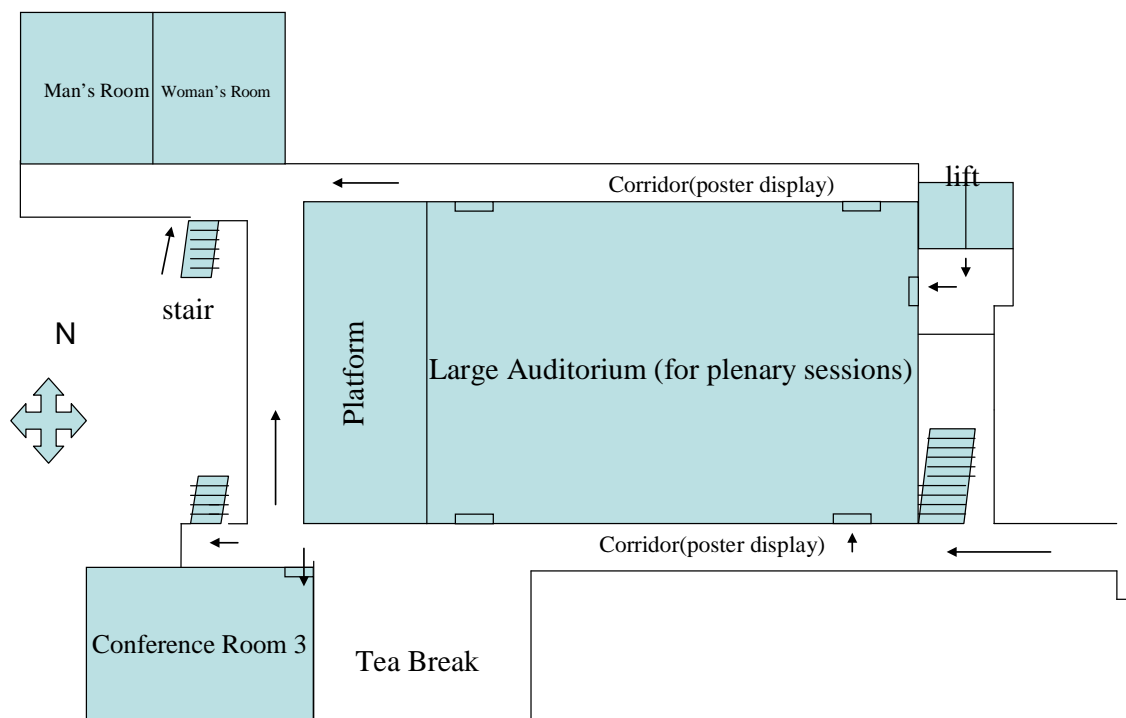 Man's Room
Woman's Room
lift
Corridor(poster display)
stair
N
Platform
Large Auditorium (for plenary sessions)
Corridor(poster display)
Conference Room 3
Tea Break